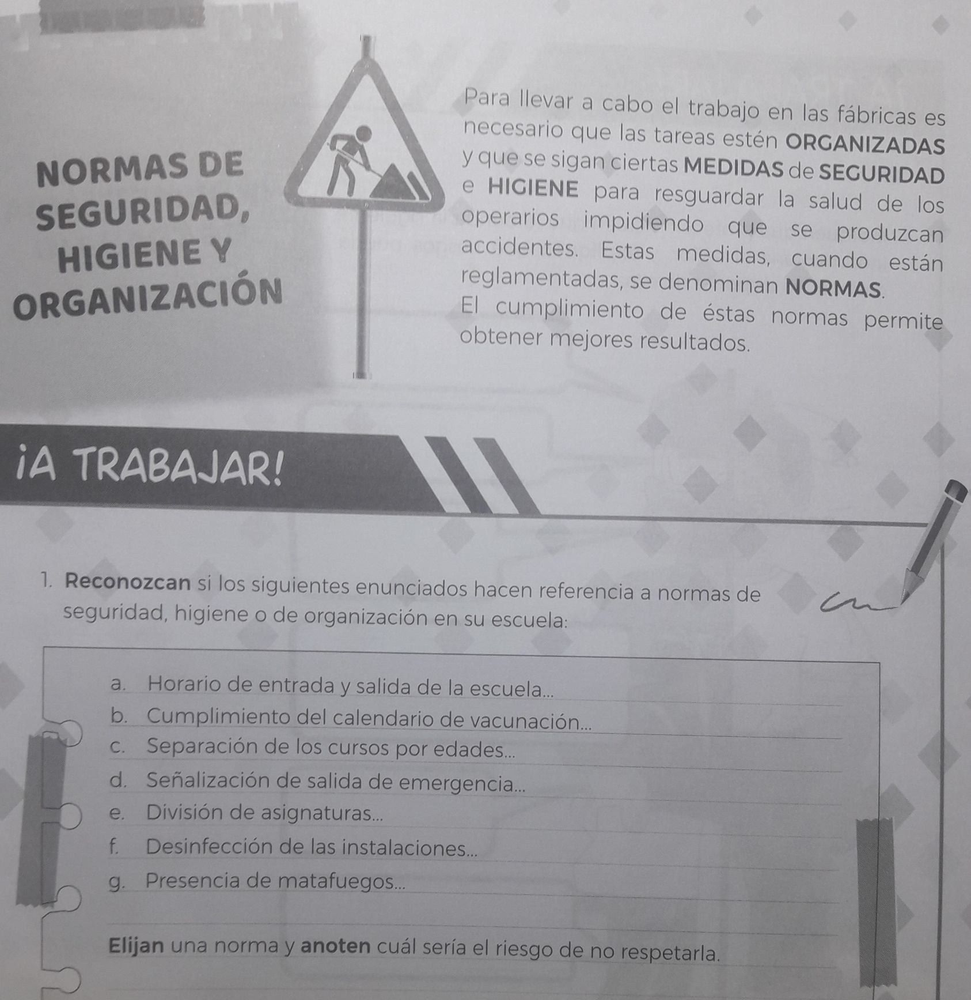 NORMAS DE
SEGURIDAD,
HIGIENE Y
ORGANIZACIÓN
Para llevar a cabo el trabajo en las fábricas es
necesario que las tareas estén ORGANIZADAS
y que se sigan ciertas MEDIDAS de SEGURIDAD
e HIGIENE para resguardar la salud de los
operarios impidiendo que se produzcan
accidentes. Estas medidas, cuando están
reglamentadas, se denominan NORMAS.
El cumplimiento de éstas normas permite
obtener mejores resultados.
¡A TRABAJAR!
1. Reconozcan si los siguientes enunciados hacen referencia a normas de
seguridad, higiene o de organización en su escuela:
a. Horario de entrada y salida de la escuela...
b. Cumplimiento del calendario de vacunación...
c. Separación de los cursos por edades...
d. Señalización de salida de emergencia...
e. División de asignaturas...
f. Desinfección de las instalaciones...
g. Presencia de matafuegos...
Elijan una norma y anoten cuál sería el riesgo de no respetarla.